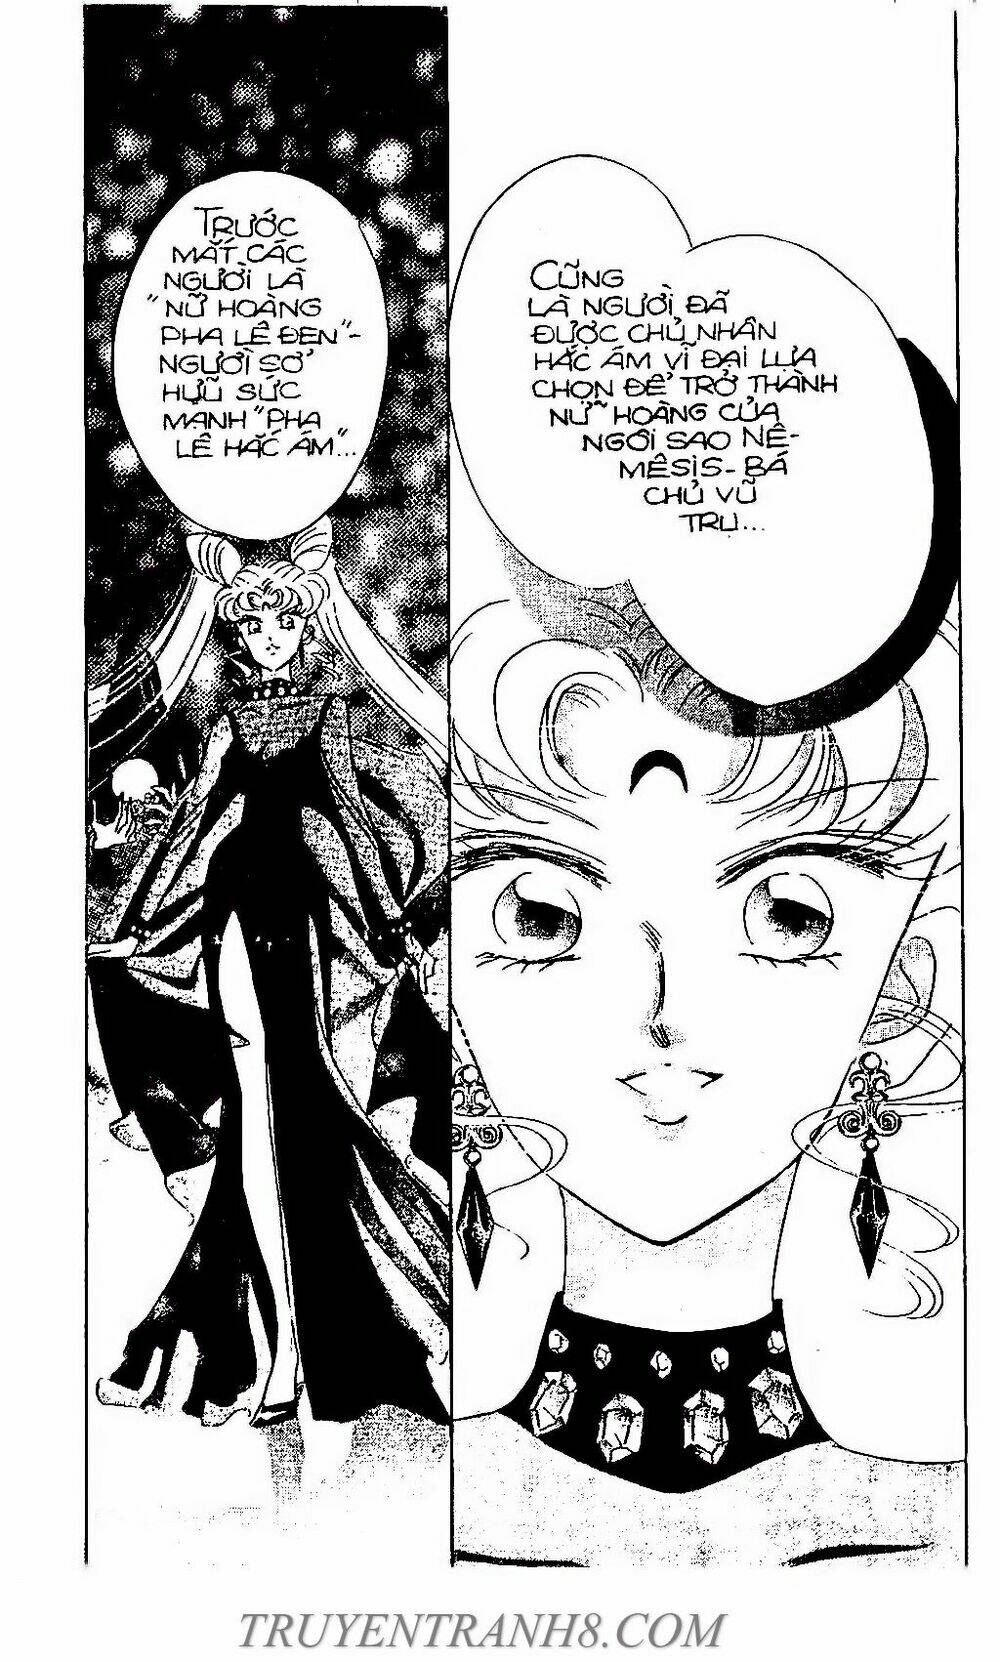 TRƯỚC
MẮT CÁC
NGƯỜI LÀ
"NỮ HOÀNG
PHA LÊ ĐEN"-
NGƯỜI SỞ
HỮU SỨC
MẠNH "PHA
LÊ HẮC ÁM"...
CŨNG
LÀ NGƯỜI ĐÃ
ĐƯỢC CHỦ NHÂN
HẮC ÁM VĨ ĐẠI LỰA
CHỌN ĐỂ TRỞ THÀNH
NỮ HOÀNG CỦA
NGÔI SAO NÊ-
MÊSIS-BÁ
CHỦ VŨ
TRỤ...
TRUYENTRANH8.COM